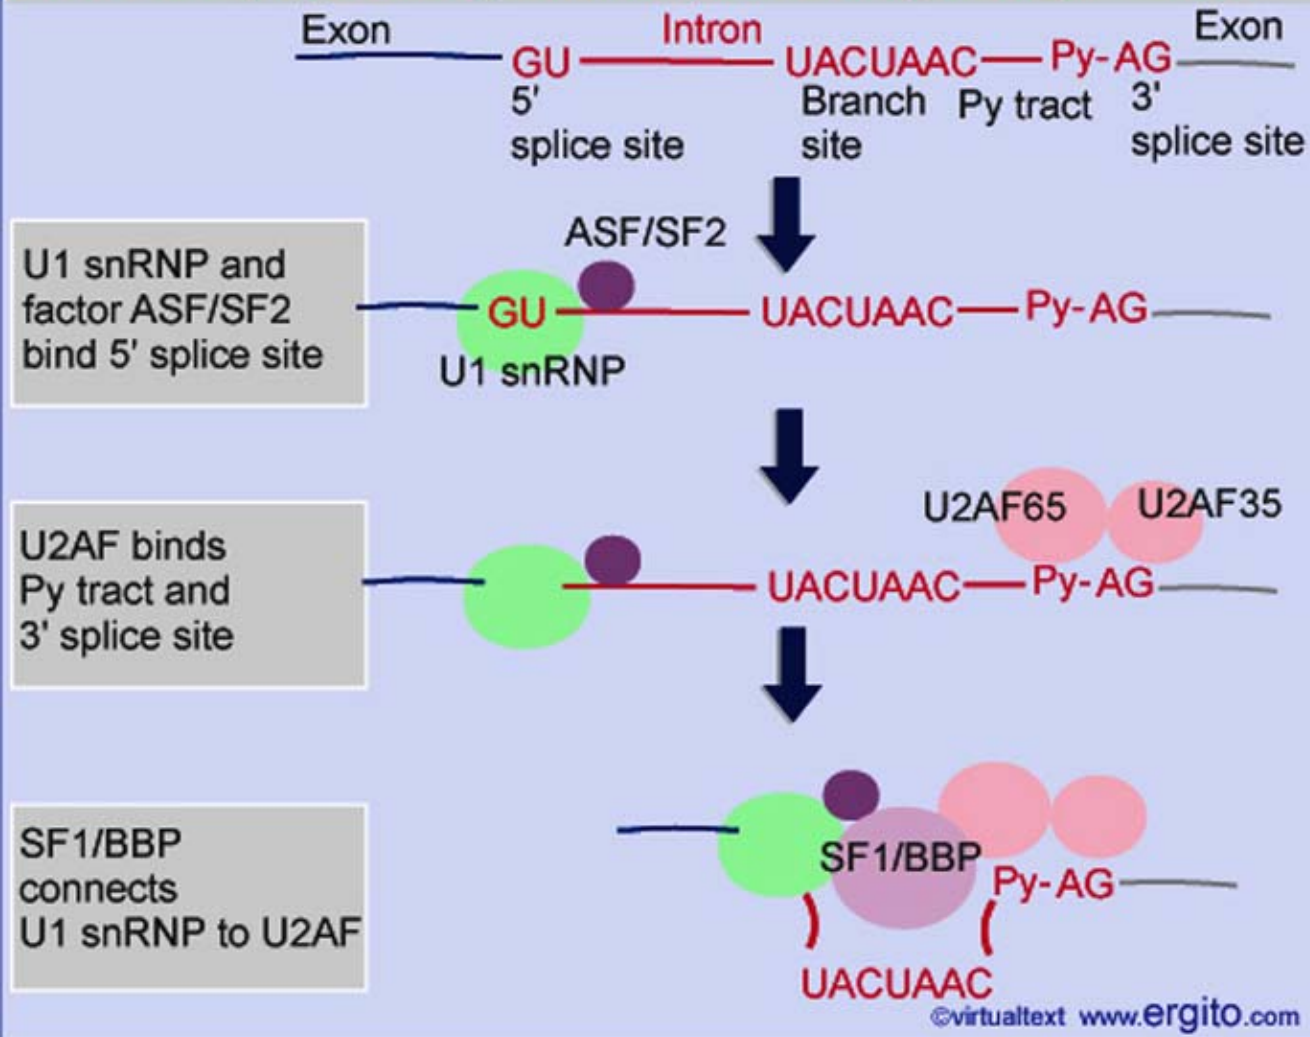 Exon
Intron
Exon
GU
UACUAAC
Py-AG
5'
splice site
Branch
site
Py tract
3'
splice site
U1 snRNP and
factor ASF/SF2
bind 5' splice site
ASF/SF2
GU
UACUAAC
Py-AG
U1 snRNP
U2AF binds
Py tract and
3' splice site
U2AF65
U2AF35
UACUAAC
Py-AG
SF1/BBP
connects
U1 snRNP to U2AF
SF1/BBP
Py-AG
UACUAAC
©virtualtext www.ergito.com